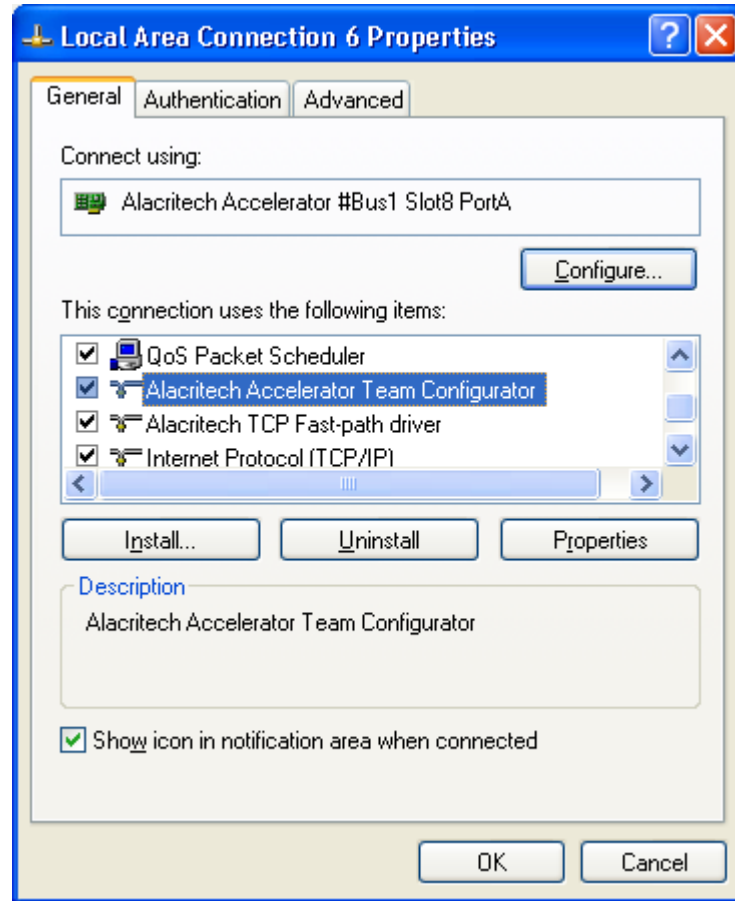 Local Area Connection 6 Properties
General Authentication Advanced
Connect using:
Alacritech Accelerator #Bus1 Slot8 PortA
Configure...
This connection uses the following items:
QoS Packet Scheduler
Alacritech Accelerator Team Configurator
Alacritech TCP Fast-path driver
Internet Protocol (TCP/IP)
Install... Uninstall Properties
Description
Alacritech Accelerator Team Configurator
Show icon in notification area when connected
OK Cancel